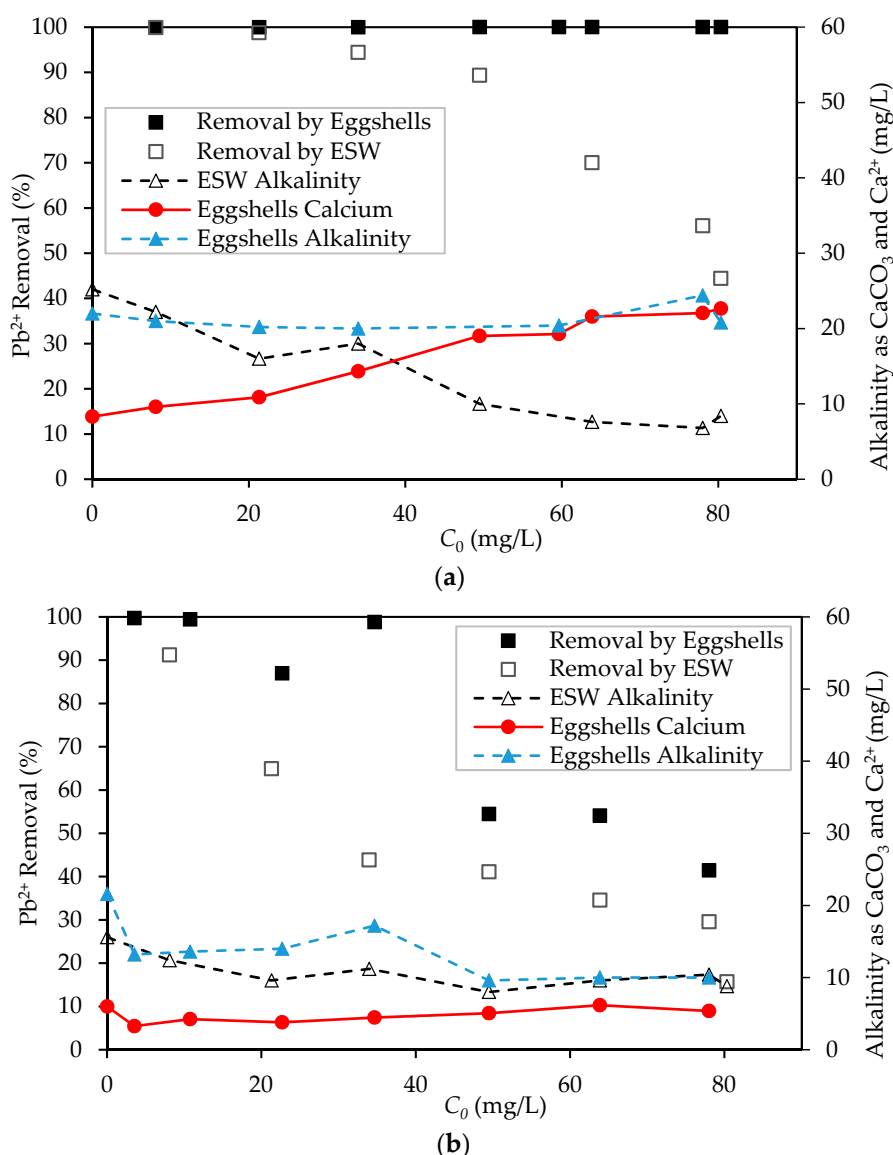 100
90
80
70
60
50
40
30
20
10
0
Pb²⁺ Removal (%)
60
50
40
30
20
10
0
Alkalinity as CaCO₃ and Ca²⁺ (mg/L)
Removal by Eggshells
Removal by ESW
ESW Alkalinity
Eggshells Calcium
Eggshells Alkalinity
0 20 40 60 80
C₀ (mg/L)
(a)
100
90
80
70
60
50
40
30
20
10
0
Pb²⁺ Removal (%)
60
50
40
30
20
10
0
Alkalinity as CaCO₃ and Ca²⁺ (mg/L)
Removal by Eggshells
Removal by ESW
ESW Alkalinity
Eggshells Calcium
Eggshells Alkalinity
0 20 40 60 80
C₀ (mg/L)
(b)